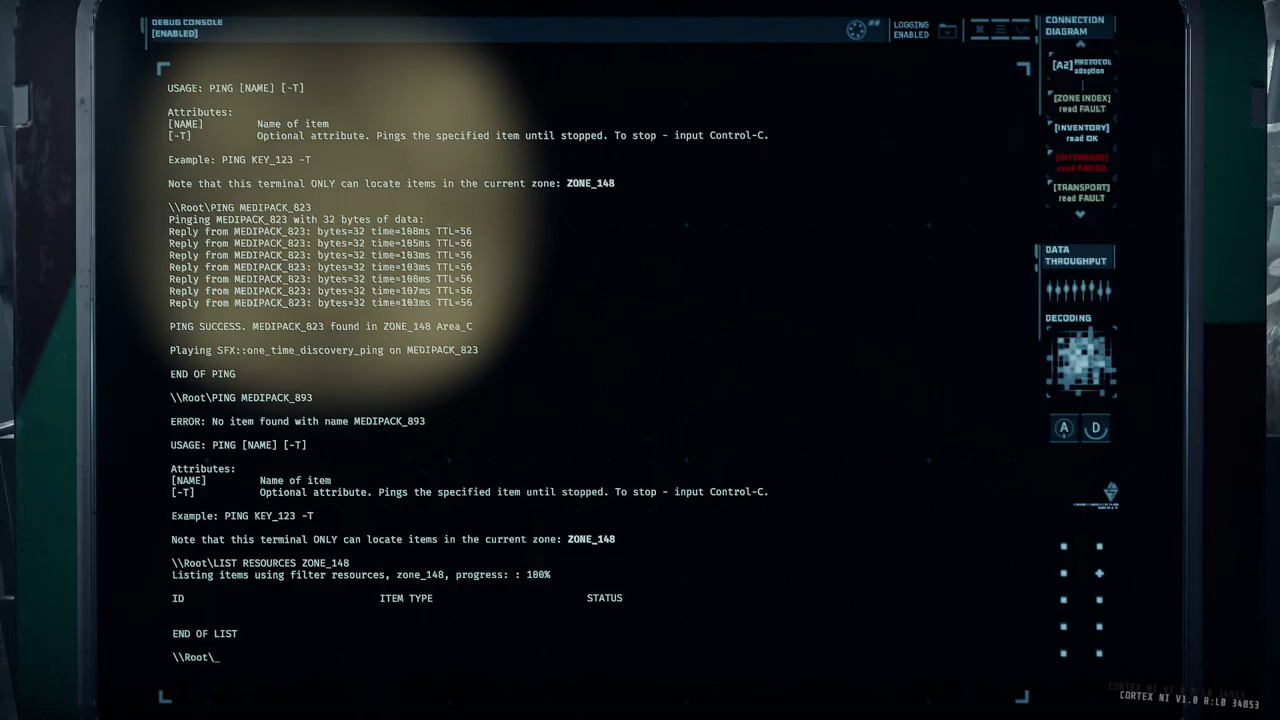 DEBUG CONSOLE
[ENABLED]
LOGGING
ENABLED
CONNECTION
DIAGRAM
[A2] PROTOCOL
adoption
[ZONE INDEX]
read FAULT
[INVENTORY]
read OK
[INTERBASE]
read FAILED
[TRANSPORT]
read FAULT
DATA
THROUGHPUT
DECODING
A D
USAGE: PING [NAME] [-T]
Attributes:
[NAME] Name of item
[-T] Optional attribute. Pings the specified item until stopped. To stop - input Control-C.
Example: PING KEY_123 -T
Note that this terminal ONLY can locate items in the current zone: ZONE_148
\\Root\PING MEDIPACK_823
Pinging MEDIPACK_823 with 32 bytes of data:
Reply from MEDIPACK_823: bytes=32 time=108ms TTL=56
Reply from MEDIPACK_823: bytes=32 time=105ms TTL=56
Reply from MEDIPACK_823: bytes=32 time=103ms TTL=56
Reply from MEDIPACK_823: bytes=32 time=103ms TTL=56
Reply from MEDIPACK_823: bytes=32 time=108ms TTL=56
Reply from MEDIPACK_823: bytes=32 time=107ms TTL=56
Reply from MEDIPACK_823: bytes=32 time=103ms TTL=56
PING SUCCESS. MEDIPACK_823 found in ZONE_148 Area_C
Playing SFX::one_time_discovery_ping on MEDIPACK_823
END OF PING
\\Root\PING MEDIPACK_893
ERROR: No item found with name MEDIPACK_893
USAGE: PING [NAME] [-T]
Attributes:
[NAME] Name of item
[-T] Optional attribute. Pings the specified item until stopped. To stop - input Control-C.
Example: PING KEY_123 -T
Note that this terminal ONLY can locate items in the current zone: ZONE_148
\\Root\LIST RESOURCES ZONE_148
Listing items using filter resources, zone_148, progress: : 100%
ID ITEM TYPE STATUS
END OF LIST
\\Root\_
CORTEX NI V1.0 R:L0 34853